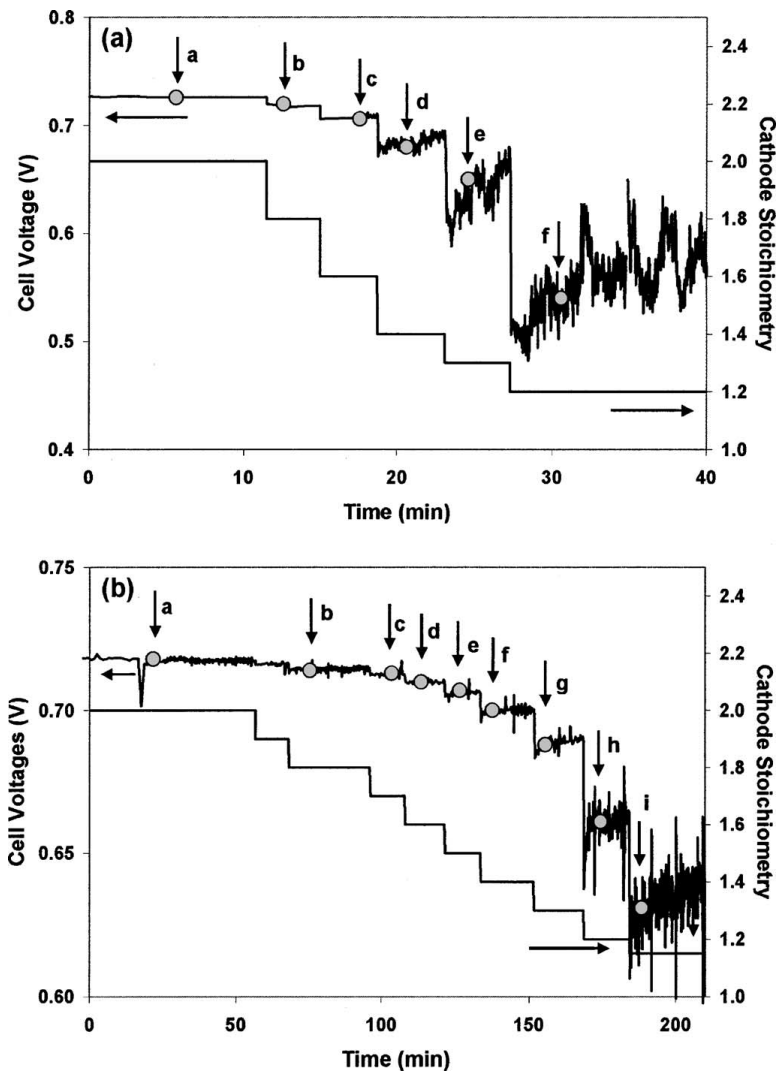 (a)
0.8
0.7
0.6
0.5
0.4
Cell Voltage (V)
a
b
c
d
e
f
2.4
2.2
2.0
1.8
1.6
1.4
1.2
1.0
Cathode Stoichiometry
0
10
20
30
40
Time (min)
(b)
0.75
0.70
0.65
0.60
Cell Voltages (V)
a
b
c
d
e
f
g
h
i
2.4
2.2
2.0
1.8
1.6
1.4
1.2
1.0
Cathode Stoichiometry
0
50
100
150
200
Time (min)